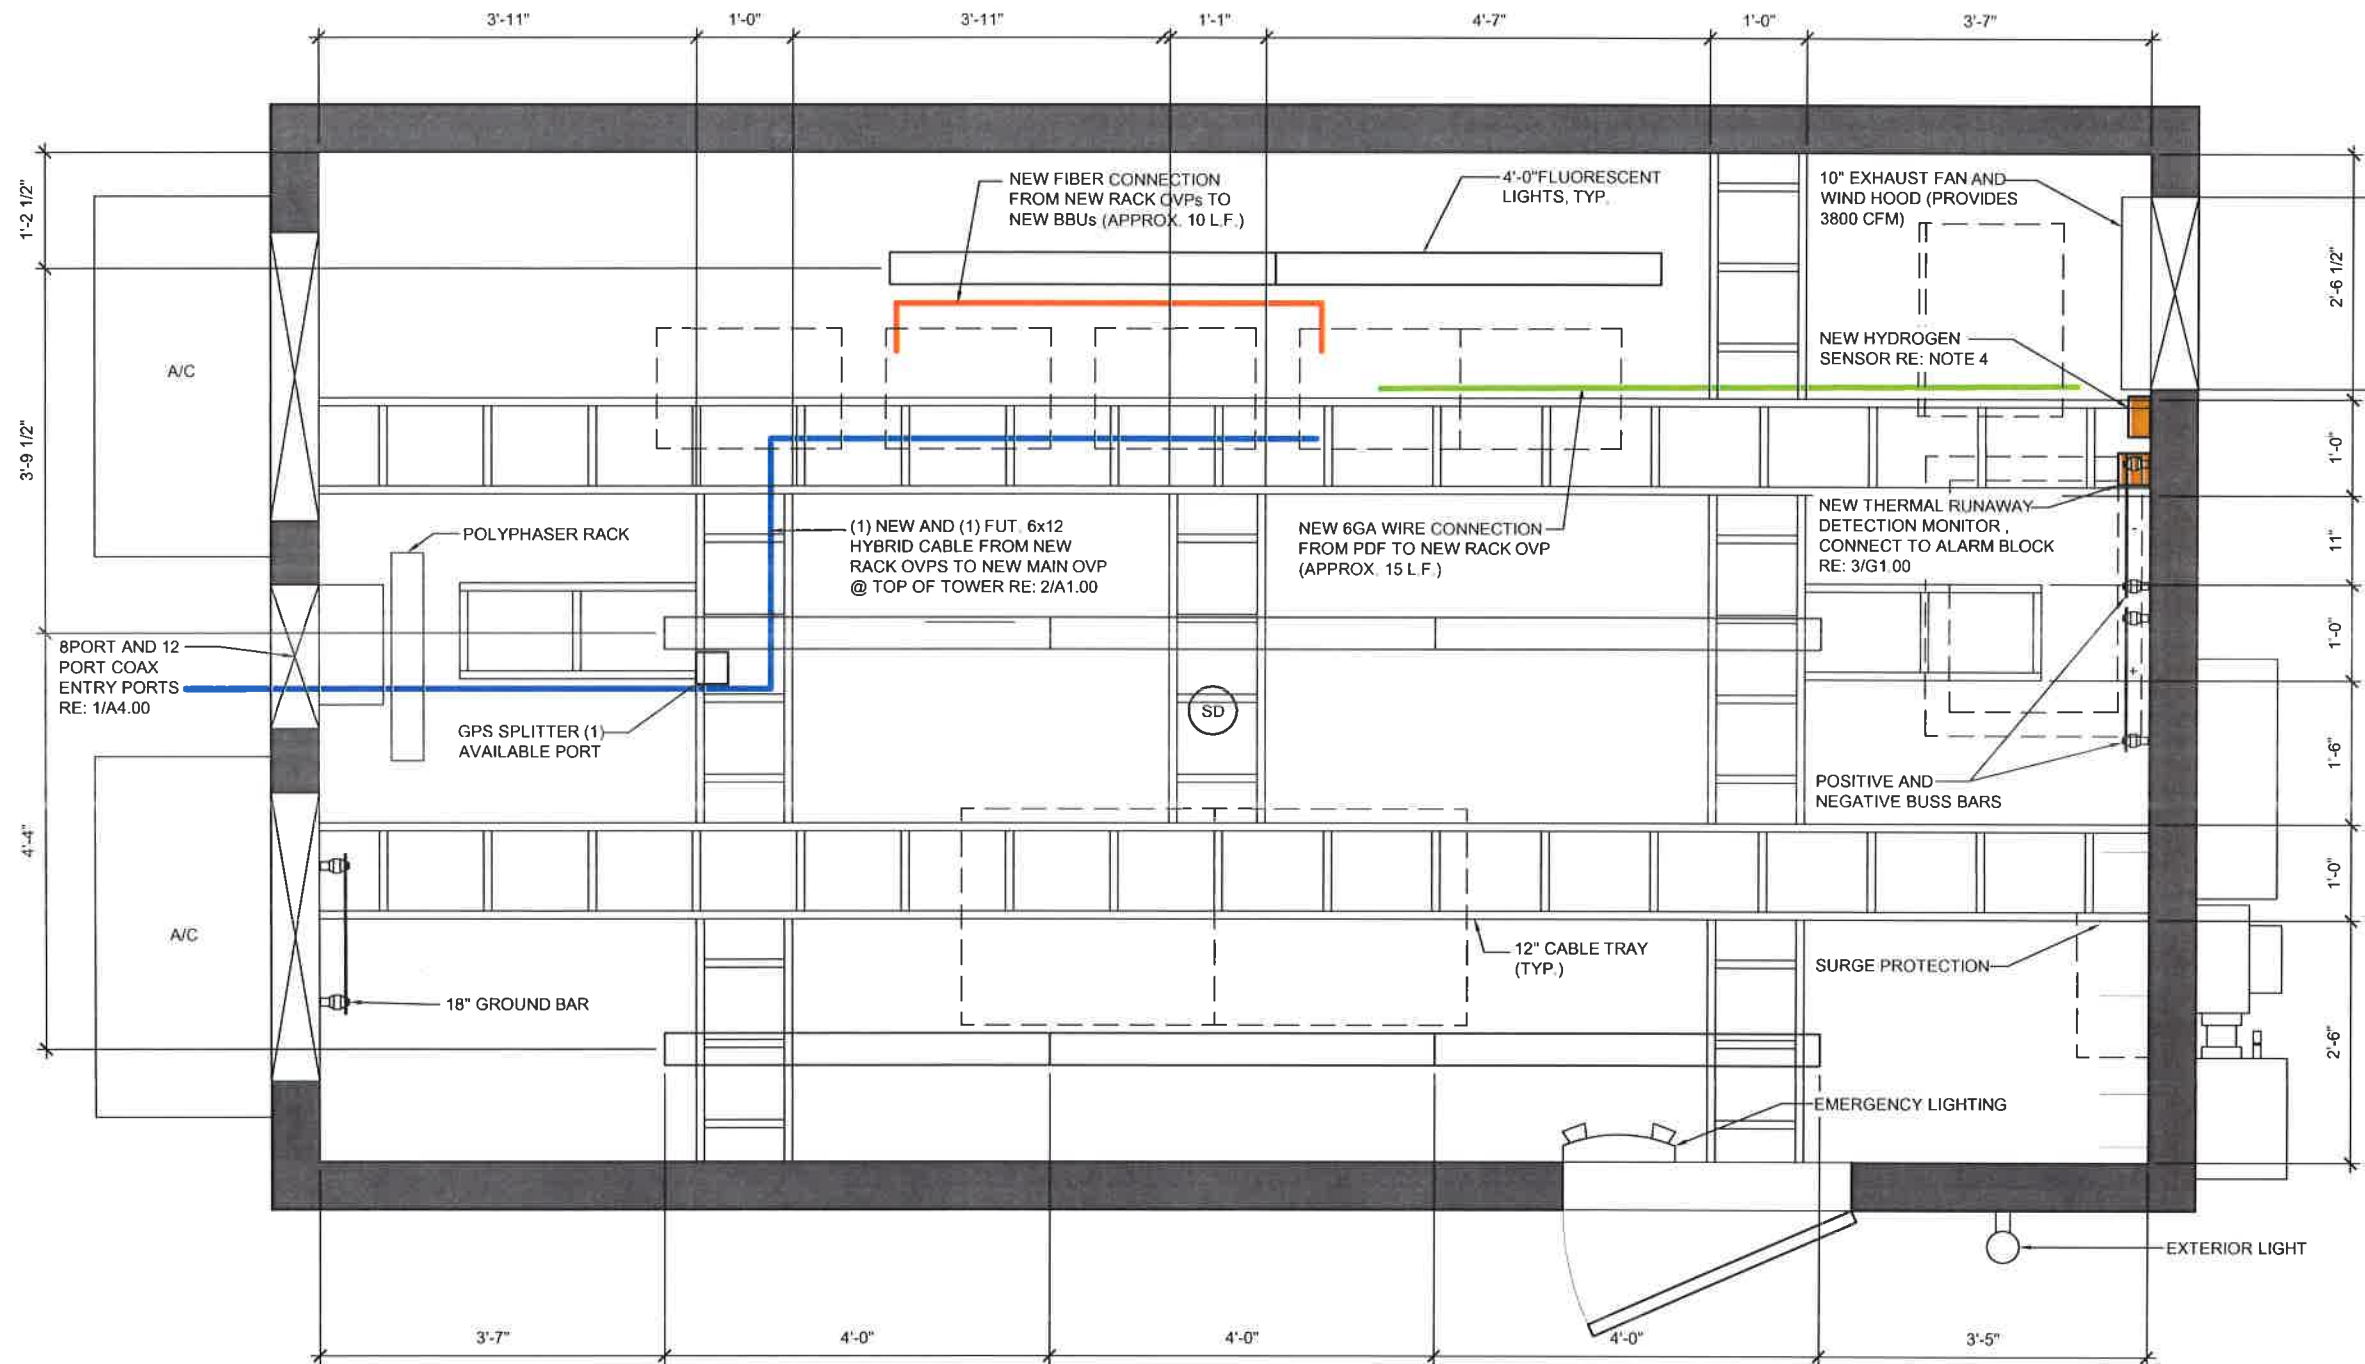 3'-11"
1'-0"
3'-11"
1'-1"
4'-7"
1'-0"
3'-7"
NEW FIBER CONNECTION
FROM NEW RACK OVPs TO
NEW BBUs (APPROX. 10 L.F.)
4'-0"FLUORESCENT
LIGHTS, TYP.
10" EXHAUST FAN AND
WIND HOOD (PROVIDES
3800 CFM)
1'-2 1/2"
2'-6 1/2"
A/C
NEW HYDROGEN
SENSOR RE: NOTE 4
3'-9 1/2"
1'-0"
POLYPHASER RACK
(1) NEW AND (1) FUT. 6x12
HYBRID CABLE FROM NEW
RACK OVPS TO NEW MAIN OVP
@ TOP OF TOWER RE: 2/A1.00
NEW 6GA WIRE CONNECTION
FROM PDF TO NEW RACK OVP
(APPROX. 15 L.F.)
NEW THERMAL RUNAWAY
DETECTION MONITOR ,
CONNECT TO ALARM BLOCK
RE: 3/G1.00
-
11"
1'-0"
8PORT AND 12
PORT COAX
ENTRY PORTS
RE: 1/A4.00
+
GPS SPLITTER (1)
AVAILABLE PORT
SD
1'-6"
POSITIVE AND
NEGATIVE BUSS BARS
4'-4"
1'-0"
A/C
12" CABLE TRAY
(TYP.)
SURGE PROTECTION
18" GROUND BAR
2'-6"
EMERGENCY LIGHTING
EXTERIOR LIGHT
3'-7"
4'-0"
4'-0"
4'-0"
3'-5"